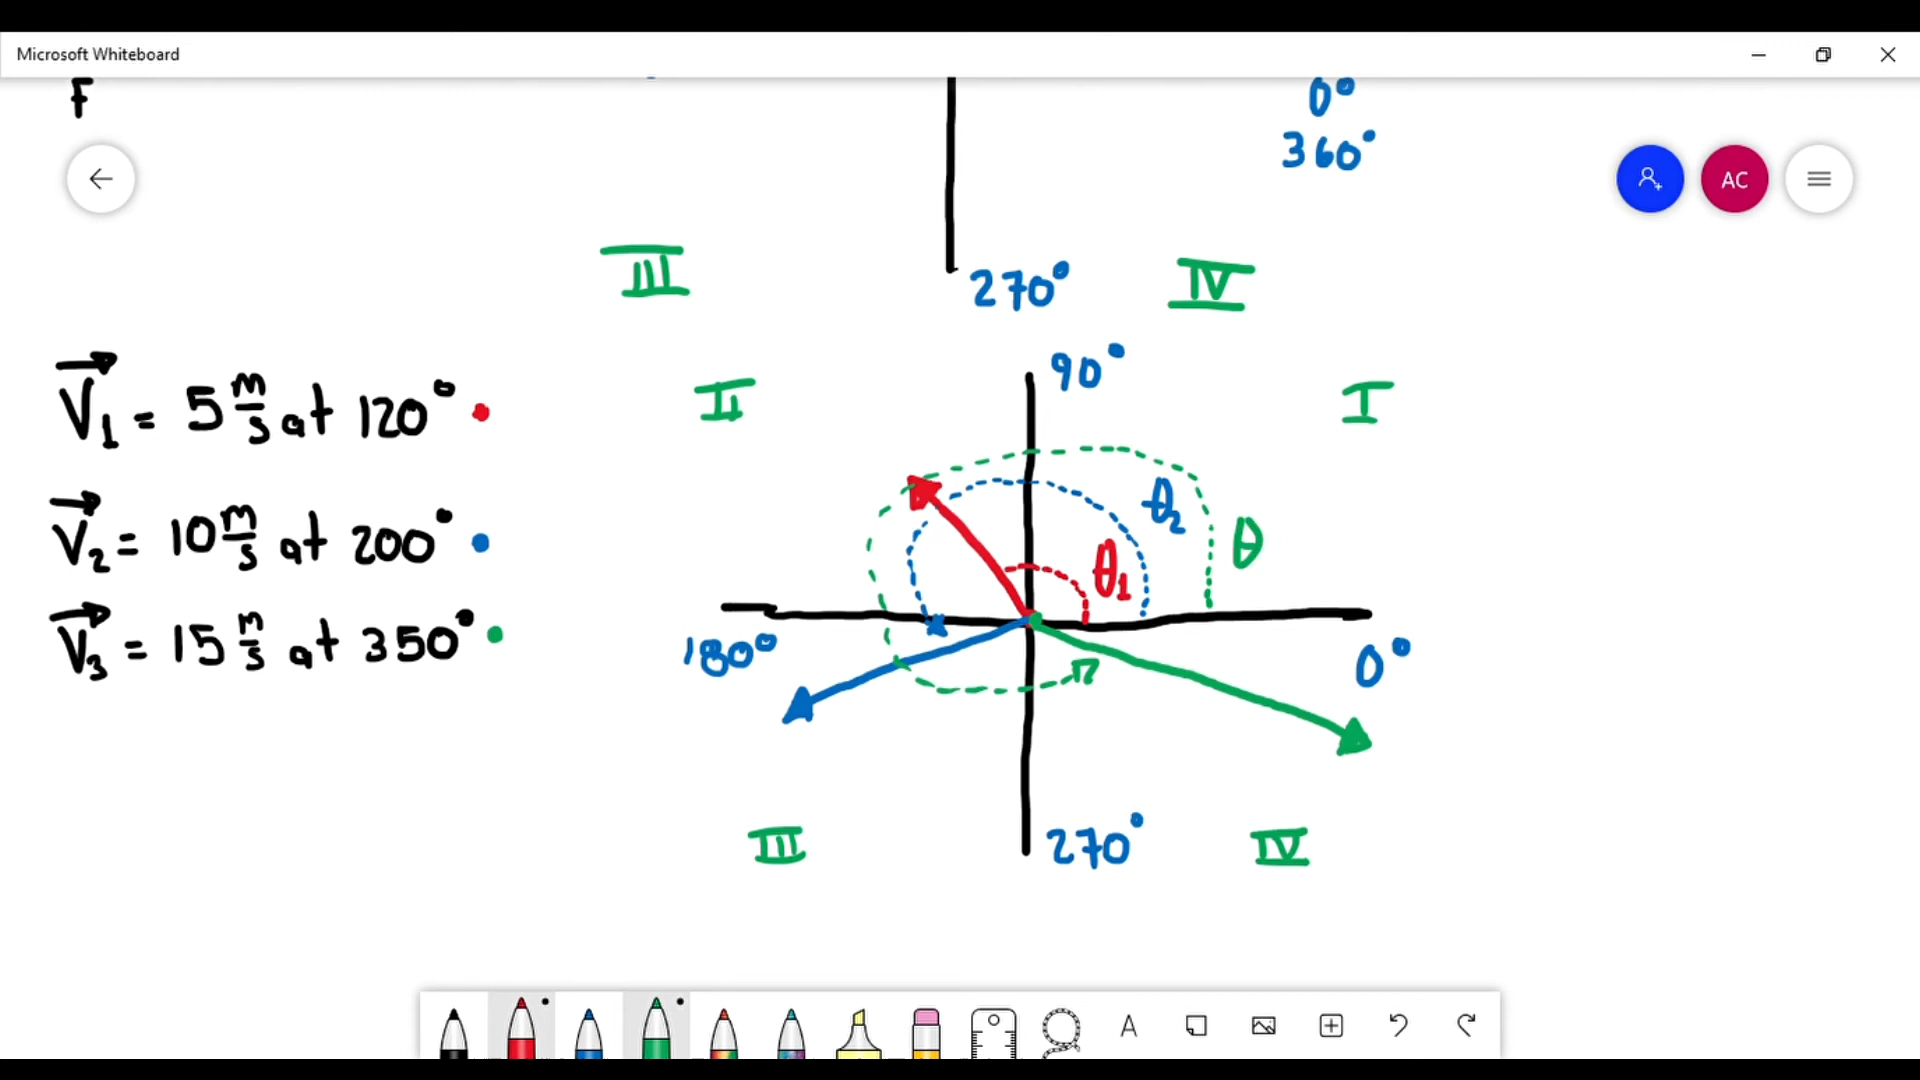 Microsoft Whiteboard
F
0°
360°
AC
III
270°
IV
90°
V₁ = 5 m/s at 120°
II
I
θ₂
V₂ = 10 m/s at 200°
θ
θ₁
V₃ = 15 m/s at 350°
180°
0°
270°
III
IV
A